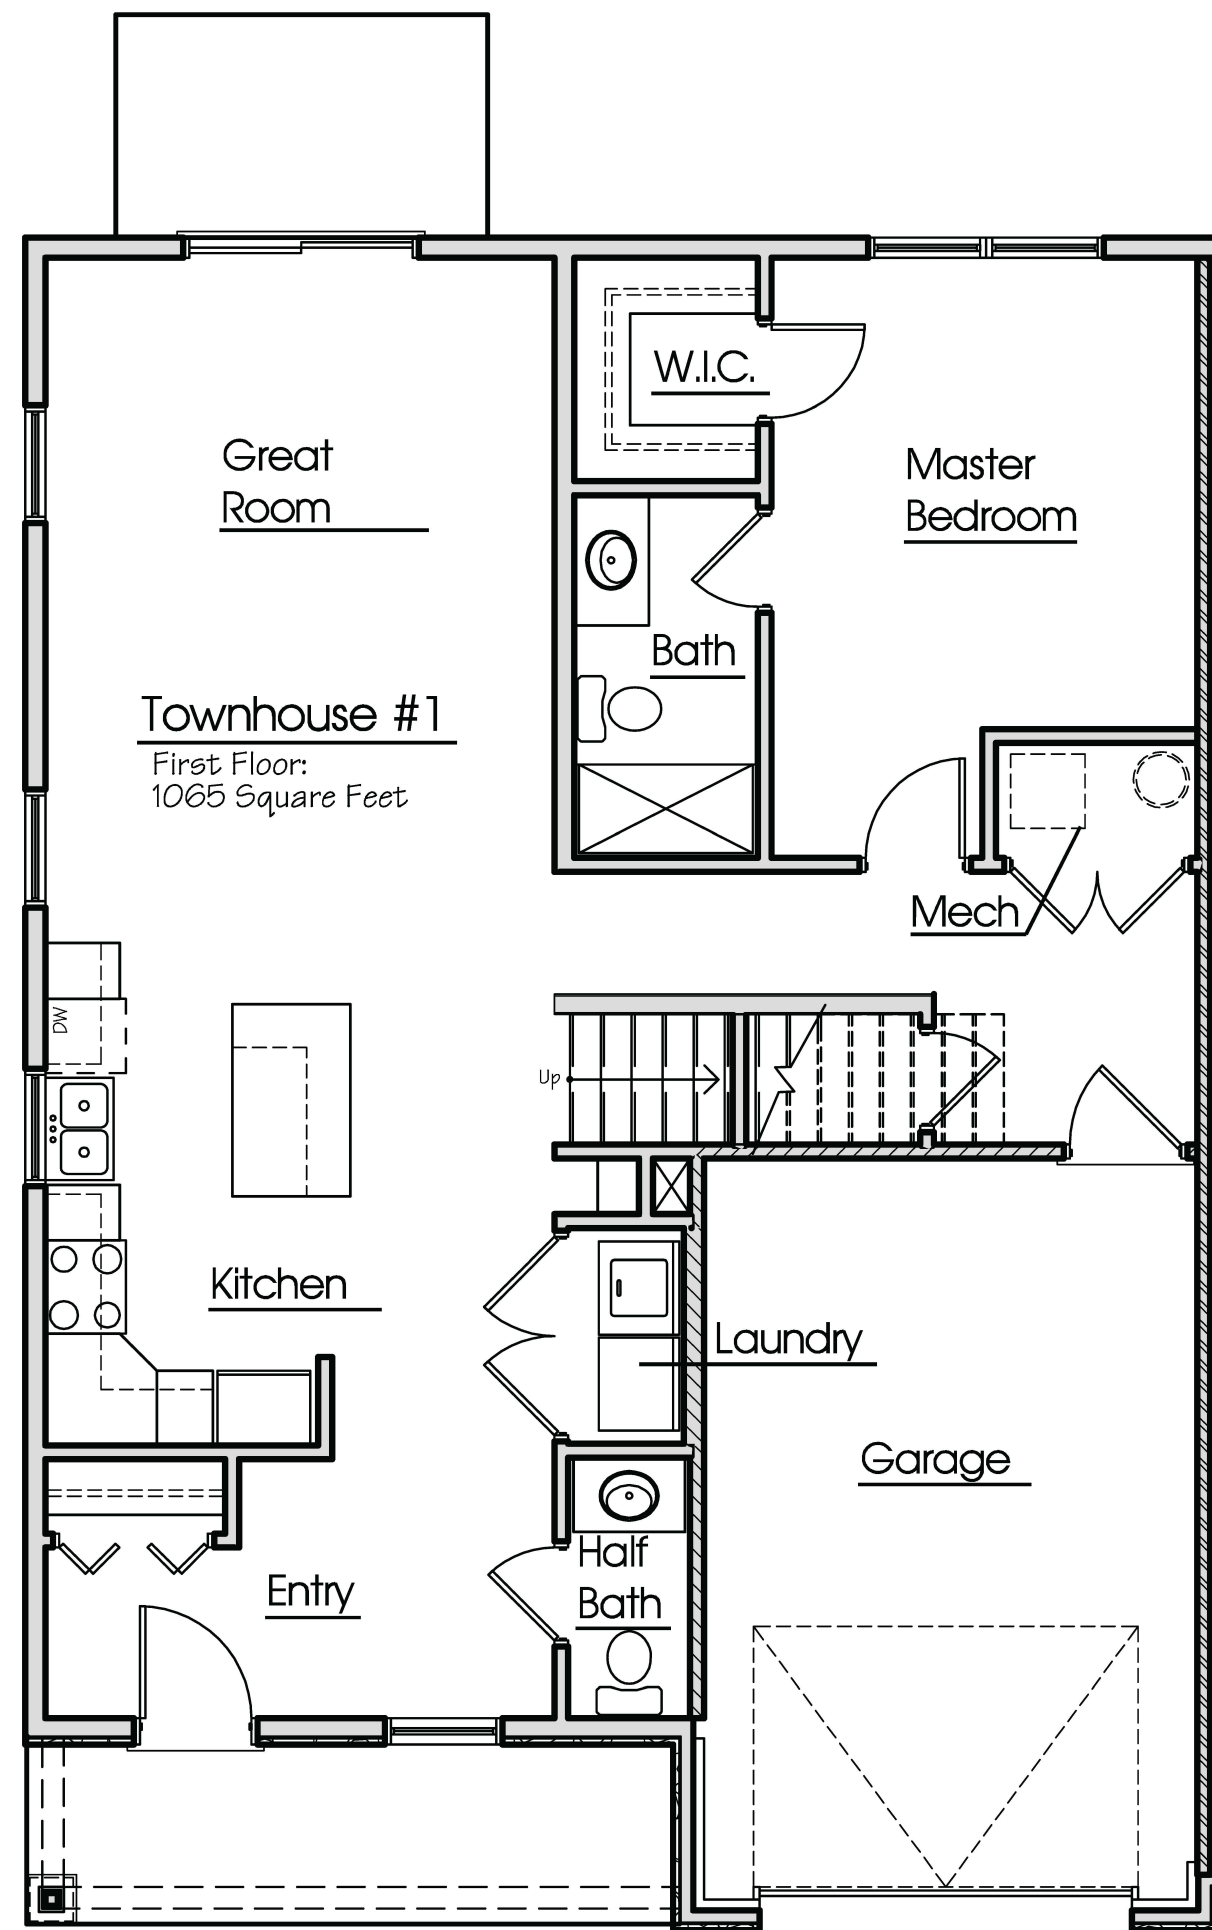 W.I.C.
Great
Room
Master
Bedroom
Bath
Townhouse #1
First Floor:
1065 Square Feet
Mech
DW
Up
Kitchen
Laundry
Garage
Half
Bath
Entry